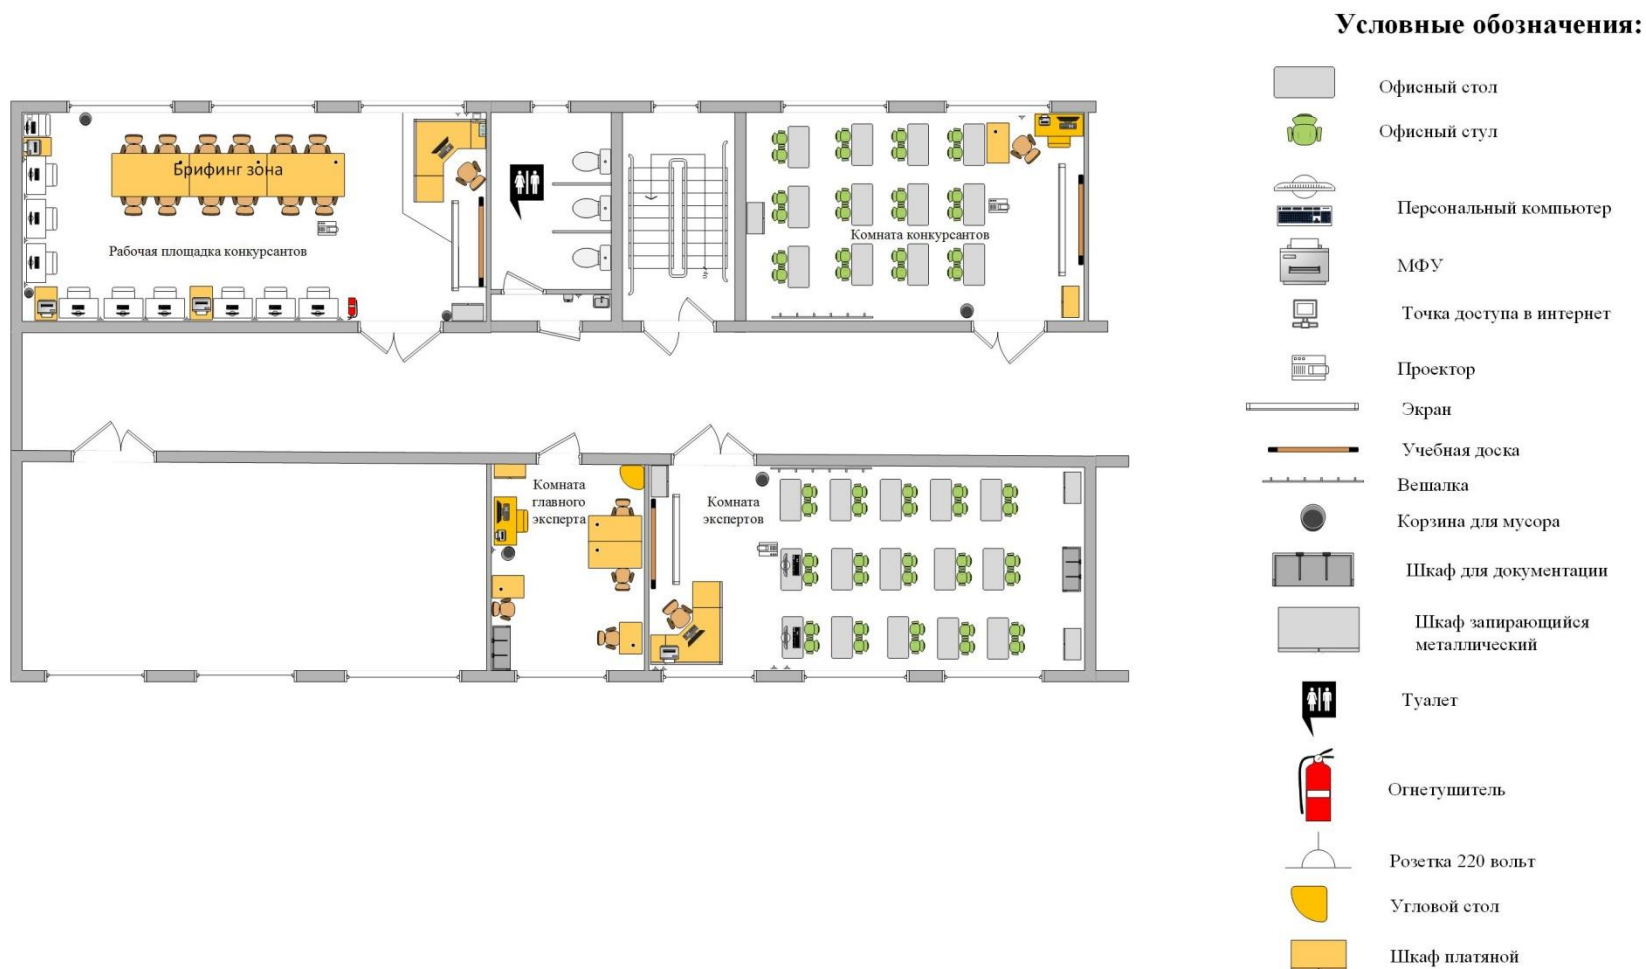 Условные обозначения:
Офисный стол
Офисный стул
Персональный компьютер
МФУ
Точка доступа в интернет
Проектор
Экран
Учебная доска
Вешалка
Корзина для мусора
Шкаф для документации
Шкаф запирающийся
металлический
Туалет
Огнетушитель
Розетка 220 вольт
Угловой стол
Шкаф платяной
Брифинг зона
Рабочая площадка конкурсантов
Up
Комната конкурсантов
Комната
главного
эксперта
Комната
экспертов